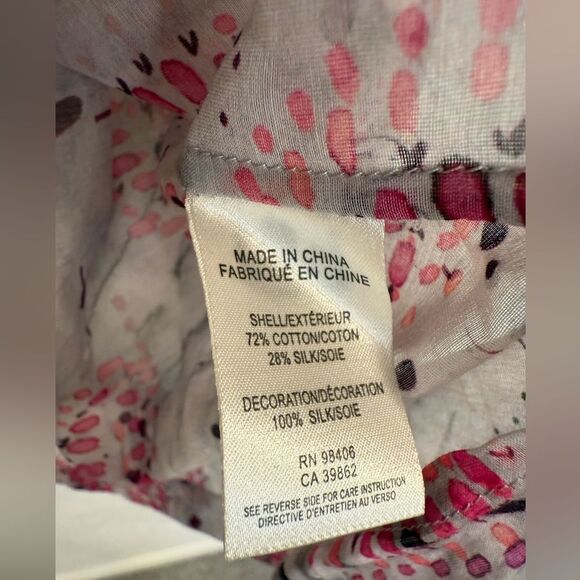 MADE IN CHINA
FABRIQUÉ EN CHINE
SHELL/EXTÉRIEUR
72% COTTON/COTON
28% SILK/SOIE
DECORATION/DÉCORATION
100% SILK/SOIE
RN 98406
CA 39862
SEE REVERSE SIDE FOR CARE INSTRUCTION
DIRECTIVE D'ENTRETIEN AU VERSO